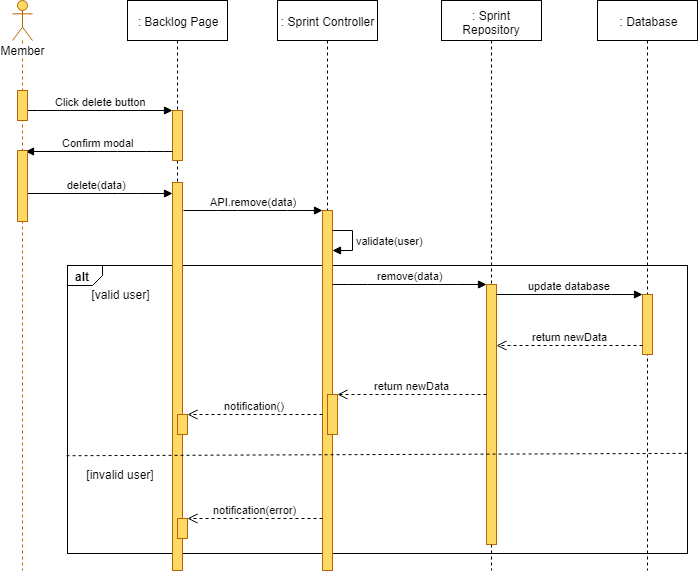 : Backlog Page
: Sprint Controller
: Sprint
Repository
: Database
Member
Click delete button
Confirm modal
delete(data)
API.remove(data)
validate(user)
alt
[valid user]
remove(data)
update database
return newData
return newData
notification()
[invalid user]
notification(error)